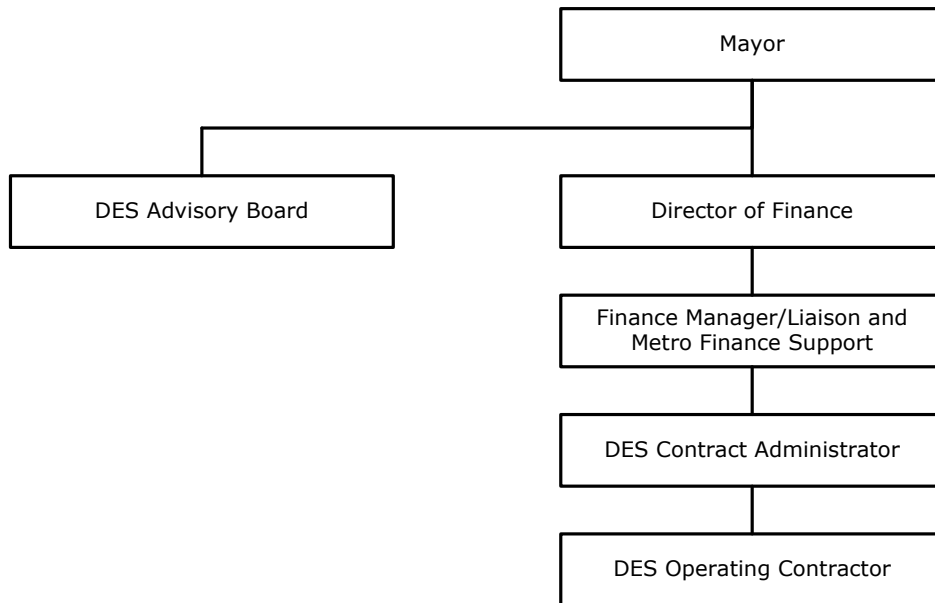 Mayor
DES Advisory Board
Director of Finance
Finance Manager/Liaison and
Metro Finance Support
DES Contract Administrator
DES Operating Contractor